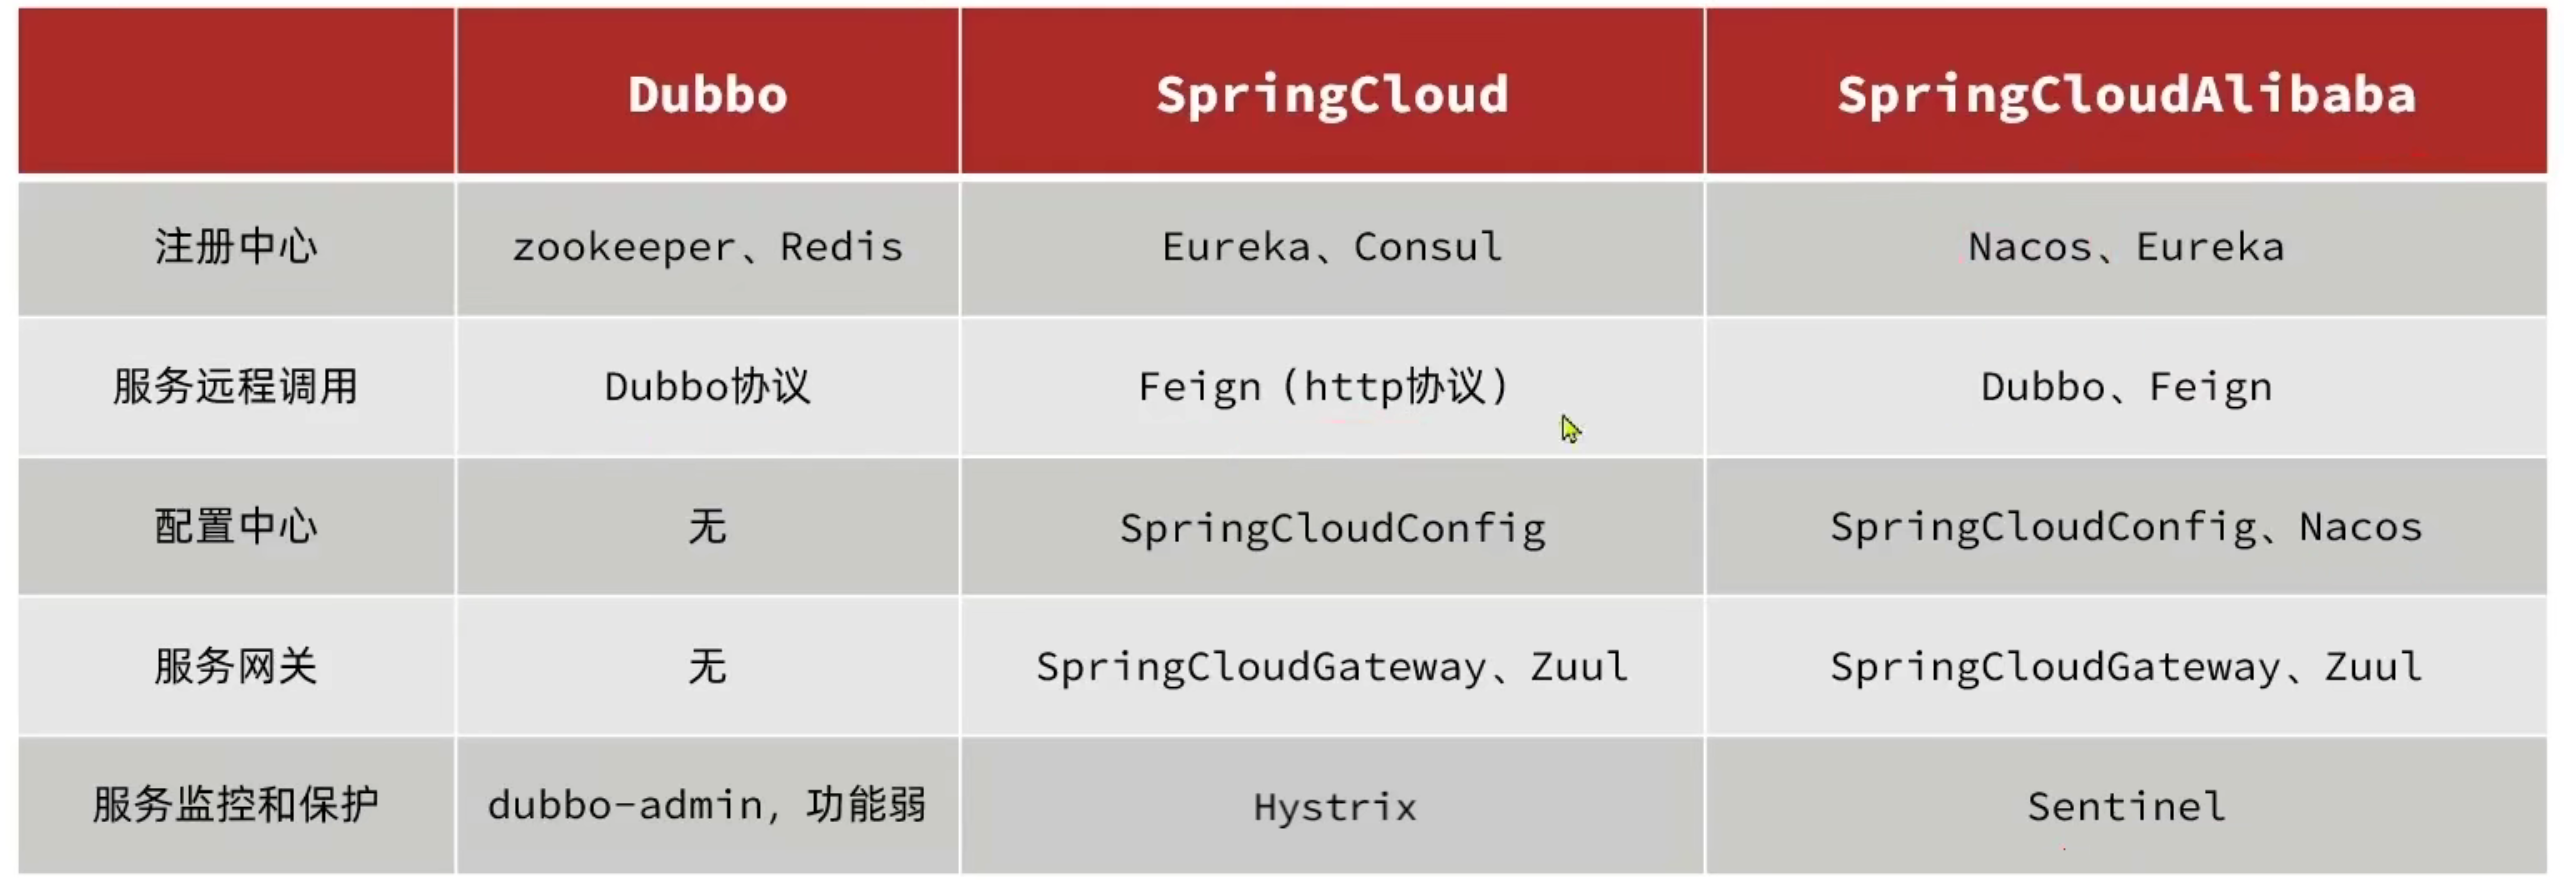 Dubbo SpringCloud SpringCloudAlibaba
注册中心 zookeeper、Redis Eureka、Consul Nacos、Eureka
服务远程调用 Dubbo协议 Feign（http协议） Dubbo、Feign
配置中心 无 SpringCloudConfig SpringCloudConfig、Nacos
服务网关 无 SpringCloudGateway、Zuul SpringCloudGateway、Zuul
服务监控和保护 dubbo-admin，功能弱 Hystrix Sentinel